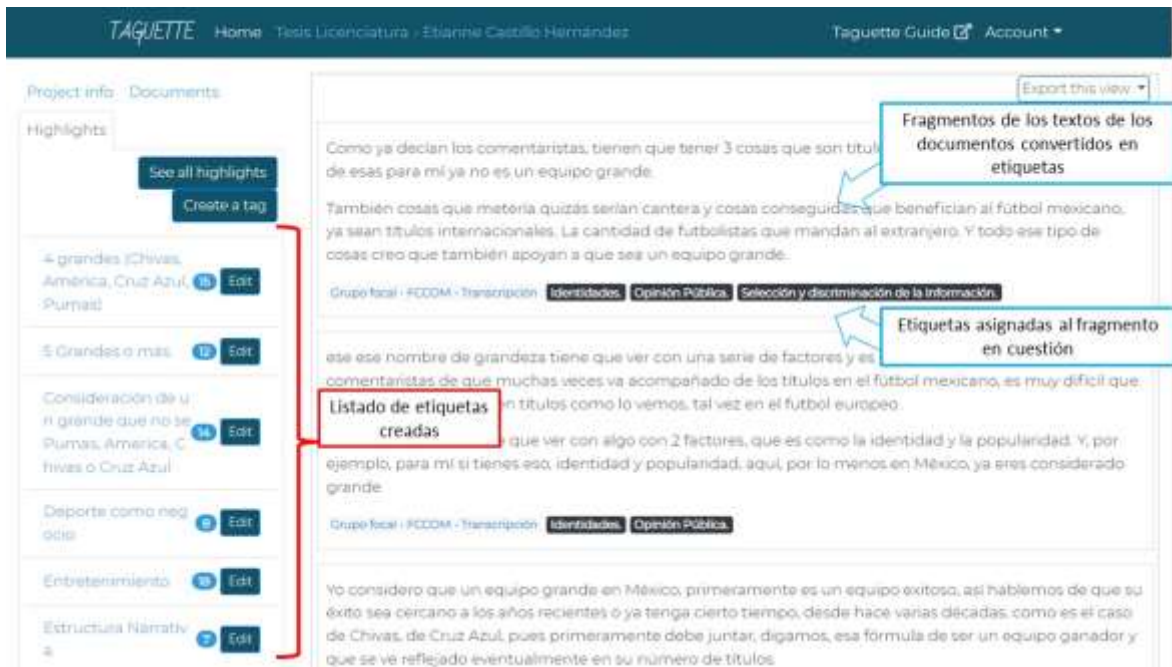 TAGUETTE Home Tesis Licenciatura - Etianne Castillo Hernández Taguette Guide Account
Project info Documents
Highlights
See all highlights
Create a tag
4 grandes (Chivas,
América, Cruz Azul,
Pumas)
15 Edit
5 Grandes o más
12 Edit
Consideración de u
n grande que no se
Pumas, America, C
hivas o Cruz Azul
14 Edit
Deporte como neg
ocio
9 Edit
Entretenimiento
18 Edit
Estructura Narrativ
a
7 Edit
Listado de etiquetas
creadas
Export this view
Fragmentos de los textos de los
documentos convertidos en
etiquetas
Como ya decían los comentaristas, tienen que tener 3 cosas que son títul
de esas para mí ya no es un equipo grande.
También cosas que metería quizás serían cantera y cosas conseguidas que benefician al fútbol mexicano,
ya sean títulos internacionales. La cantidad de futbolistas que mandan al extranjero. Y todo ese tipo de
cosas creo que también apoyan a que sea un equipo grande.
Grupo focal - FCCOM - Transcripción Identidades. Opinión Pública. Selección y discriminación de la información.
Etiquetas asignadas al fragmento
en cuestión
ese ese nombre de grandeza tiene que ver con una serie de factores y es
comentaristas de que muchas veces va acompañado de los títulos en el fútbol mexicano, es muy difícil que
n títulos como lo vemos, tal vez en el futbol europeo.
que ver con algo con 2 factores, que es como la identidad y la popularidad. Y, por
ejemplo, para mí si tienes eso, identidad y popularidad, aquí, por lo menos en México, ya eres considerado
grande
Grupo focal - FCCOM - Transcripción Identidades. Opinión Pública.
Yo considero que un equipo grande en México, primeramente es un equipo exitoso, así hablemos de que su
éxito sea cercano a los años recientes o ya tenga cierto tiempo, desde hace varias décadas, como es el caso
de Chivas, de Cruz Azul, pues primeramente debe juntar, digamos, esa fórmula de ser un equipo ganador y
que se ve reflejado eventualmente en su número de títulos